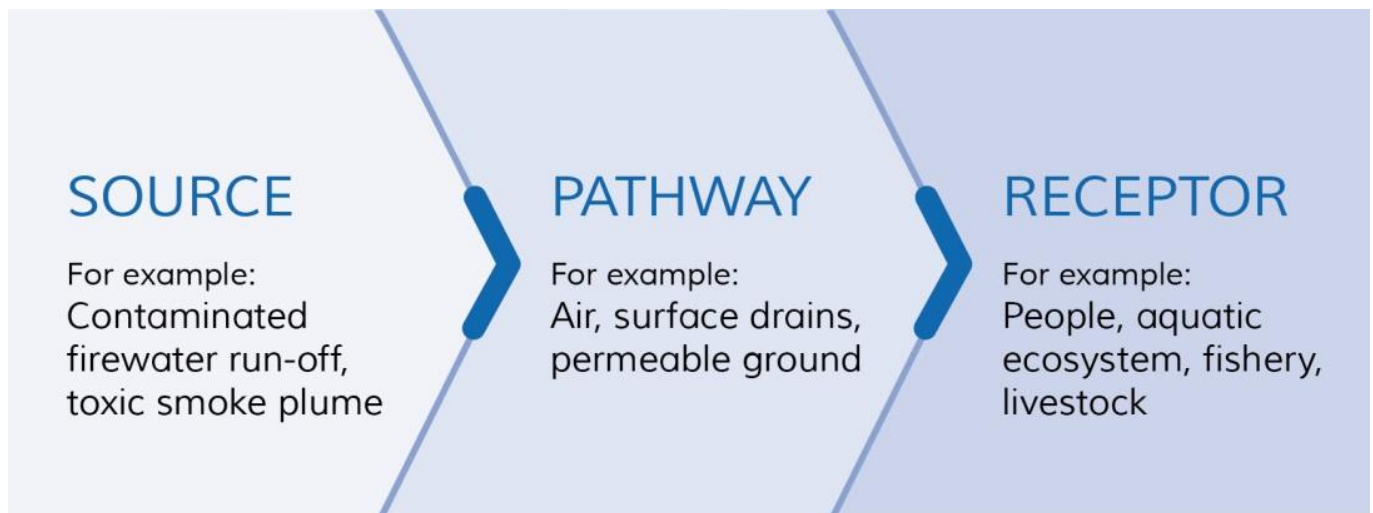 SOURCE
For example:
Contaminated
firewater run-off,
toxic smoke plume
PATHWAY
For example:
Air, surface drains,
permeable ground
RECEPTOR
For example:
People, aquatic
ecosystem, fishery,
livestock